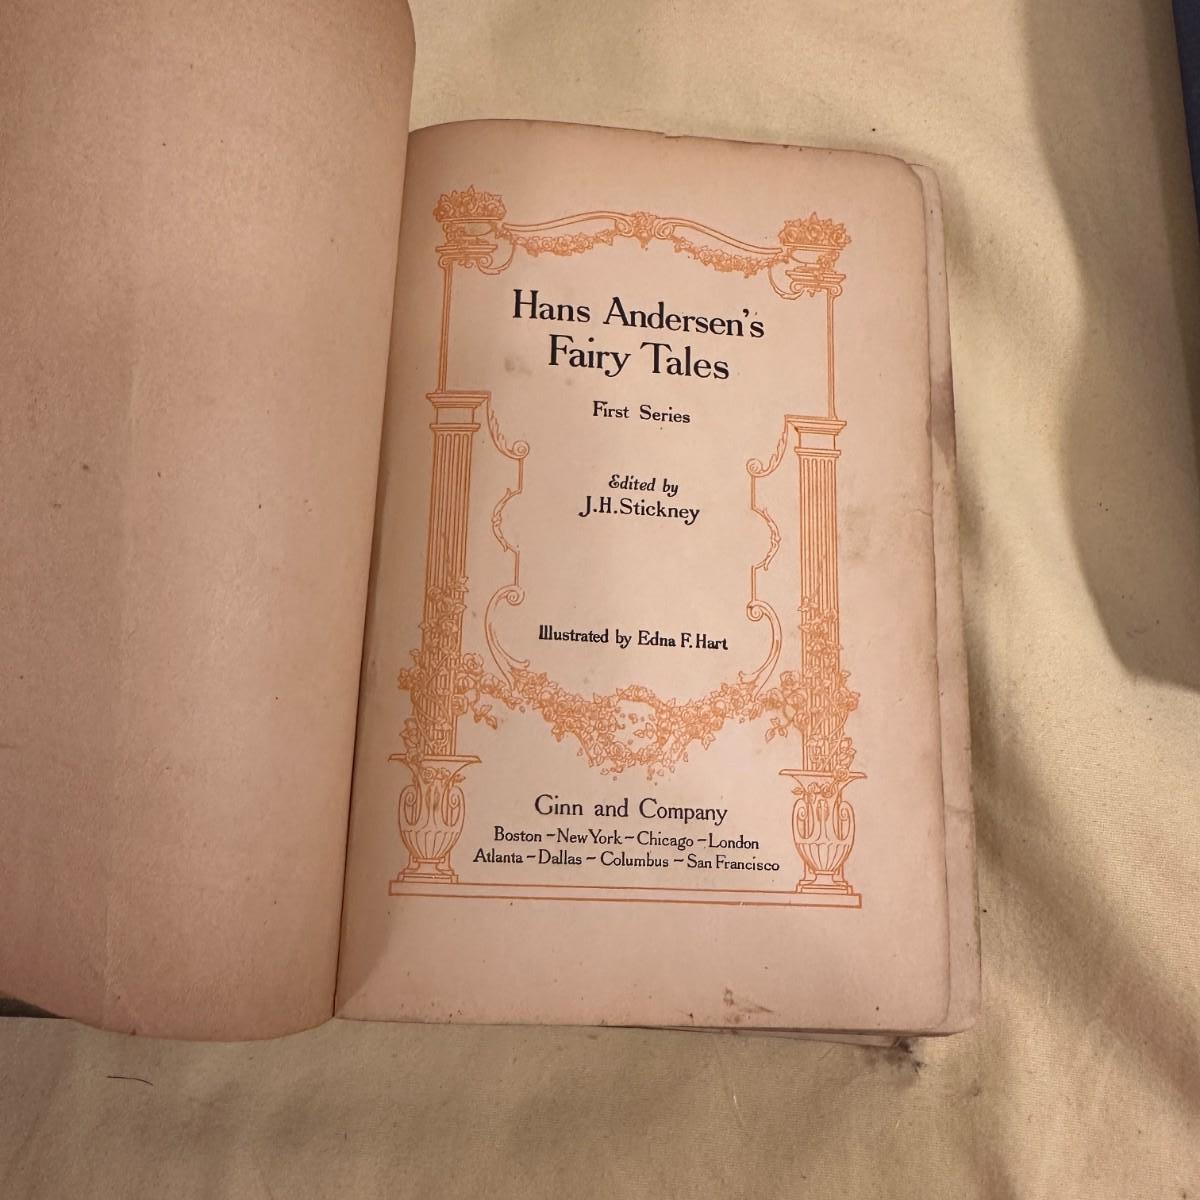 Hans Andersen's
Fairy Tales
First Series
Edited by
J.H.Stickney
Illustrated by Edna F. Hart
Ginn and Company
Boston – New York – Chicago – London
Atlanta – Dallas – Columbus – San Francisco